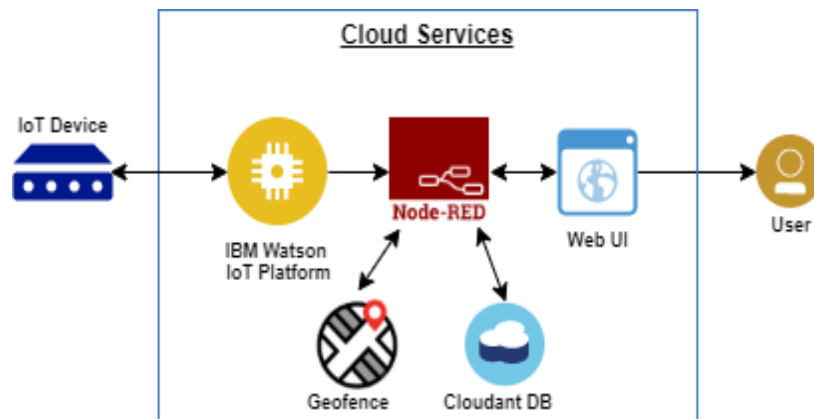 Cloud Services
IoT Device
Node-RED
IBM Watson
IoT Platform
Web UI
User
Geofence
Cloudant DB